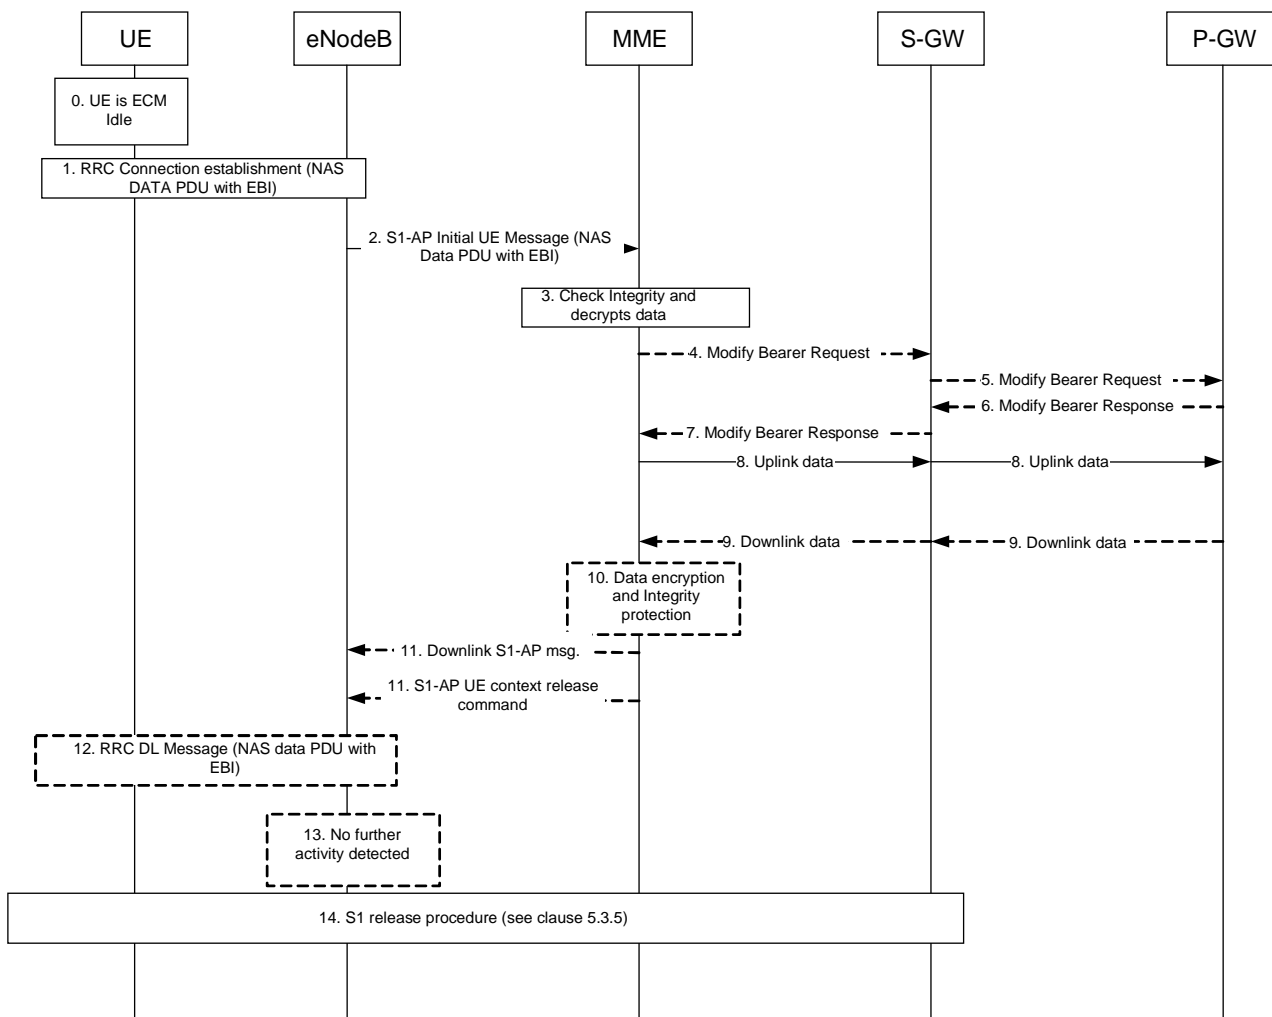 UE
eNodeB
MME
S-GW
P-GW
0. UE is ECM
Idle
1. RRC Connection establishment (NAS
DATA PDU with EBI)
2. S1-AP Initial UE Message (NAS
Data PDU with EBI)
3. Check Integrity and
decrypts data
4. Modify Bearer Request
5. Modify Bearer Request
6. Modify Bearer Response
7. Modify Bearer Response
8. Uplink data
8. Uplink data
9. Downlink data
9. Downlink data
10. Data encryption
and Integrity
protection
11. Downlink S1-AP msg.
11. S1-AP UE context release
command
12. RRC DL Message (NAS data PDU with
EBI)
13. No further
activity detected
14. S1 release procedure (see clause 5.3.5)